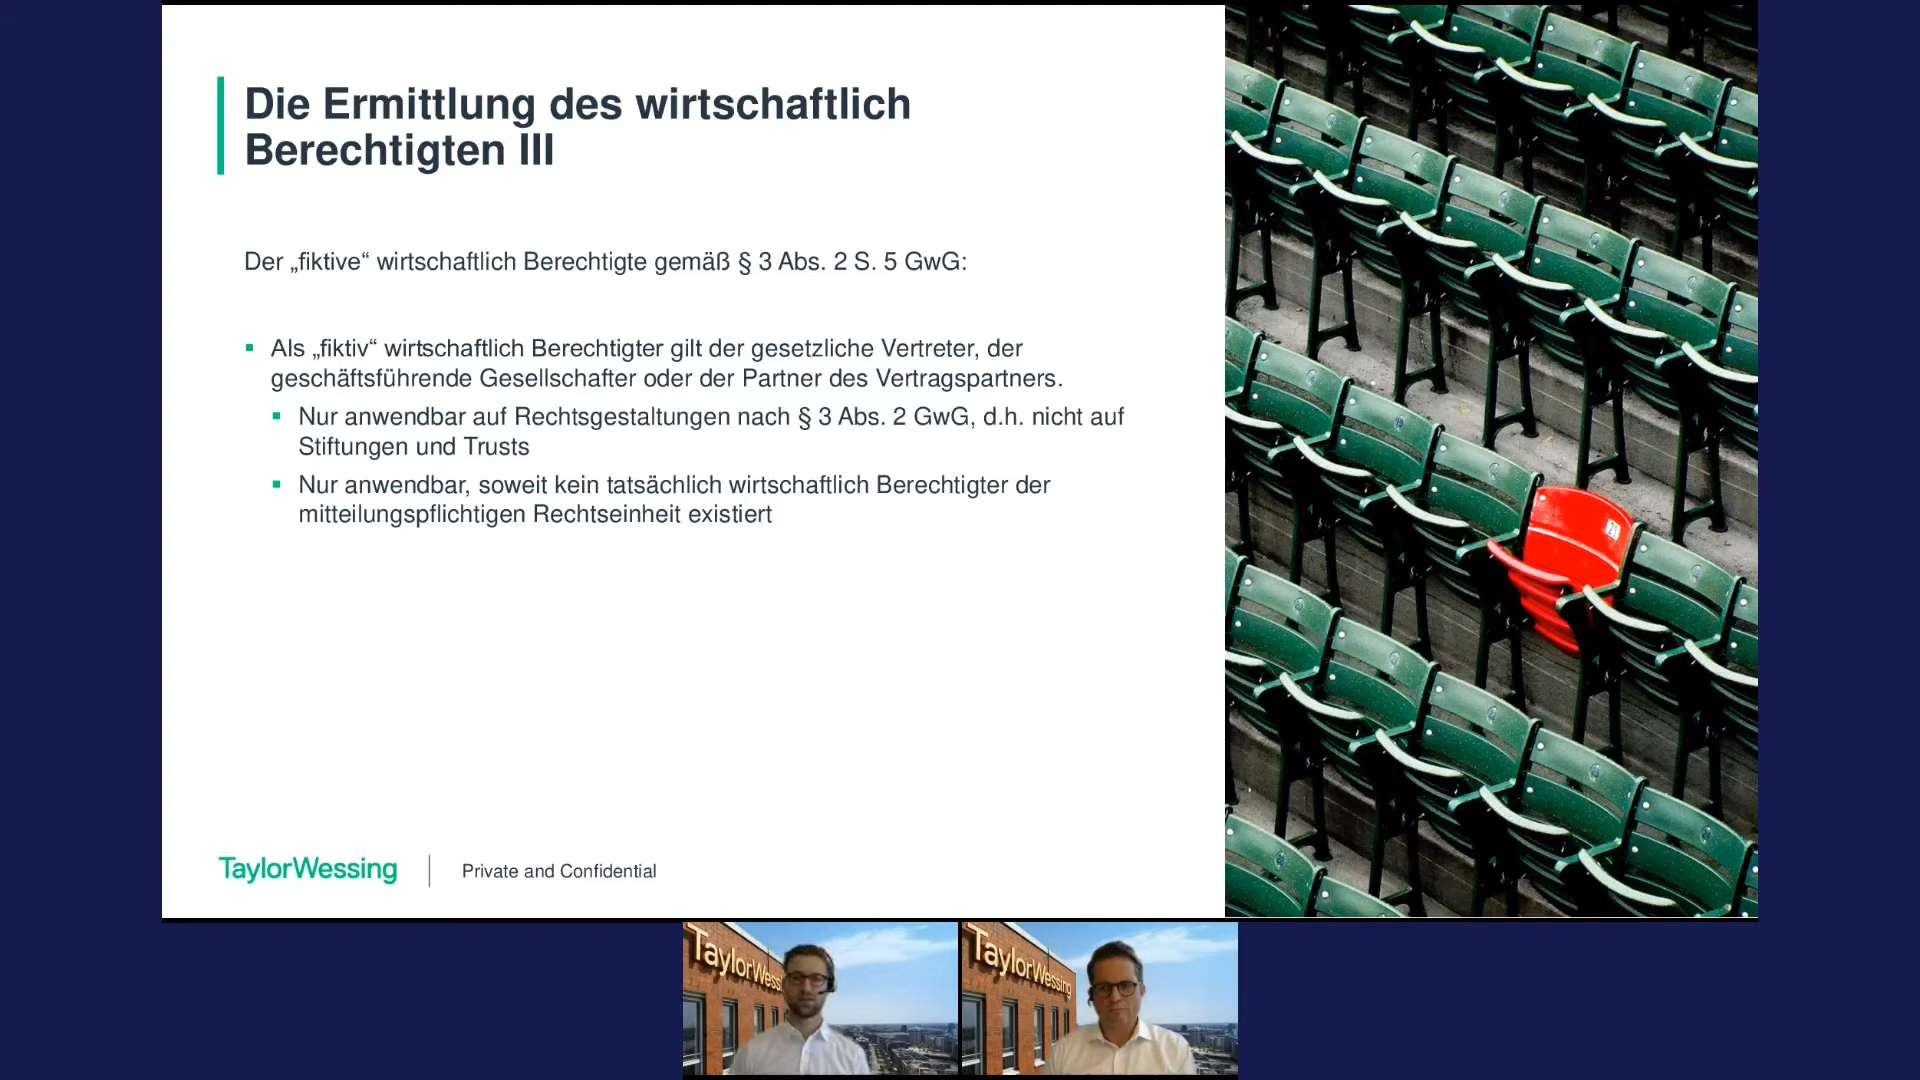 Die Ermittlung des wirtschaftlich
Berechtigten III
Der „fiktive“ wirtschaftlich Berechtigte gemäß § 3 Abs. 2 S. 5 GwG:
Als „fiktiv“ wirtschaftlich Berechtigter gilt der gesetzliche Vertreter, der
geschäftsführende Gesellschafter oder der Partner des Vertragspartners.
Nur anwendbar auf Rechtsgestaltungen nach § 3 Abs. 2 GwG, d.h. nicht auf
Stiftungen und Trusts
Nur anwendbar, soweit kein tatsächlich wirtschaftlich Berechtigter der
mitteilungspflichtigen Rechtseinheit existiert
21
TaylorWessing
Private and Confidential
TaylorWessi
TaylorWessing